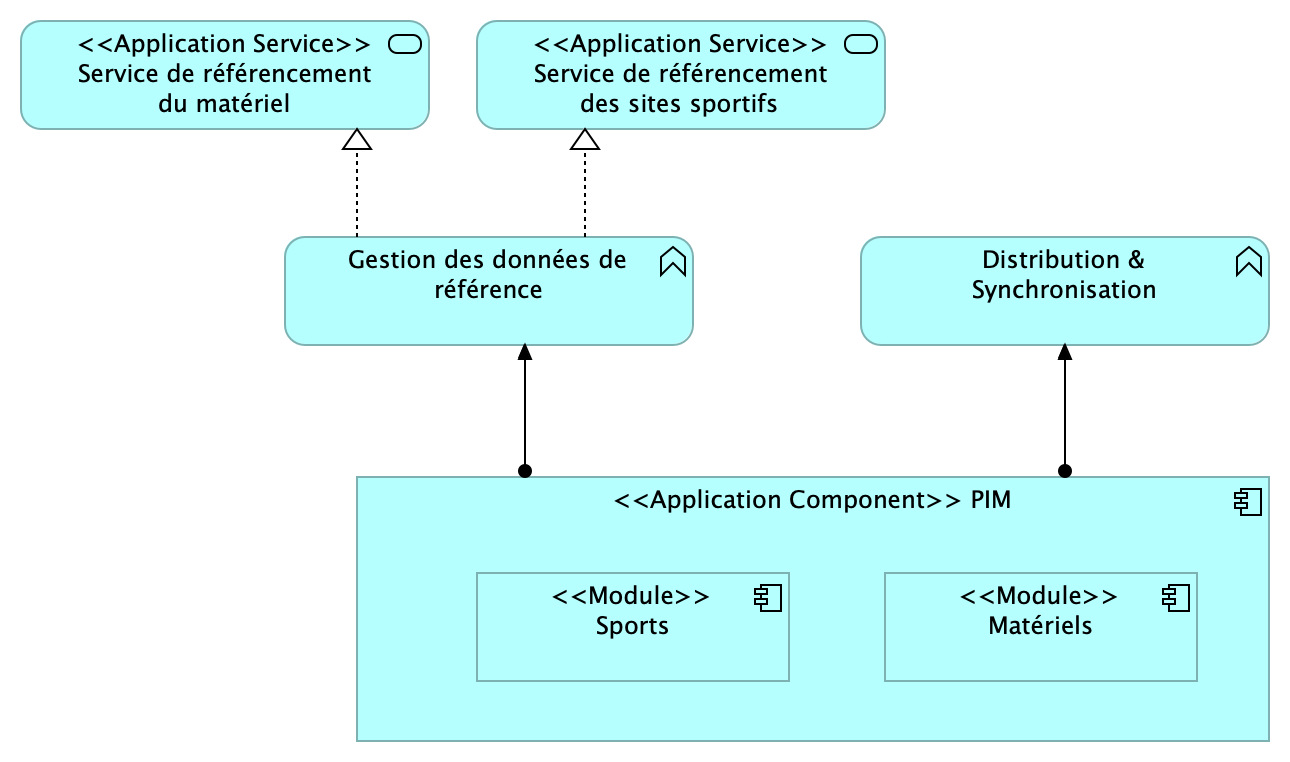 <<Application Service>>
Service de référencement
du matériel
<<Application Service>>
Service de référencement
des sites sportifs
Gestion des données de
référence
Distribution &
Synchronisation
<<Application Component>> PIM
<<Module>>
Sports
<<Module>>
Matériels